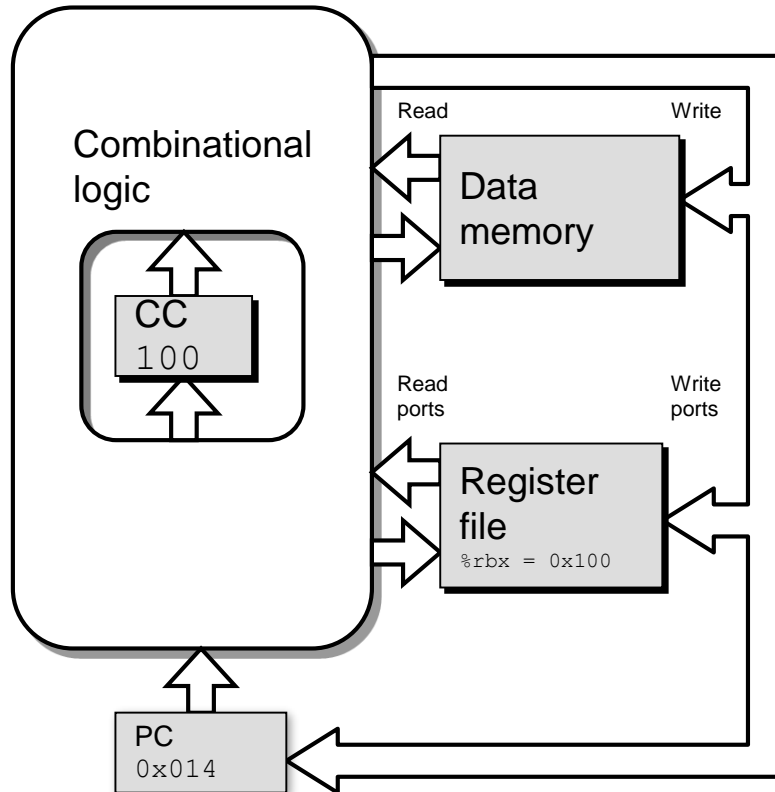 Read
Write
Combinational
logic
Data
memory
CC
100
Read
ports
Write
ports
Register
file
%rbx = 0x100
PC
0x014